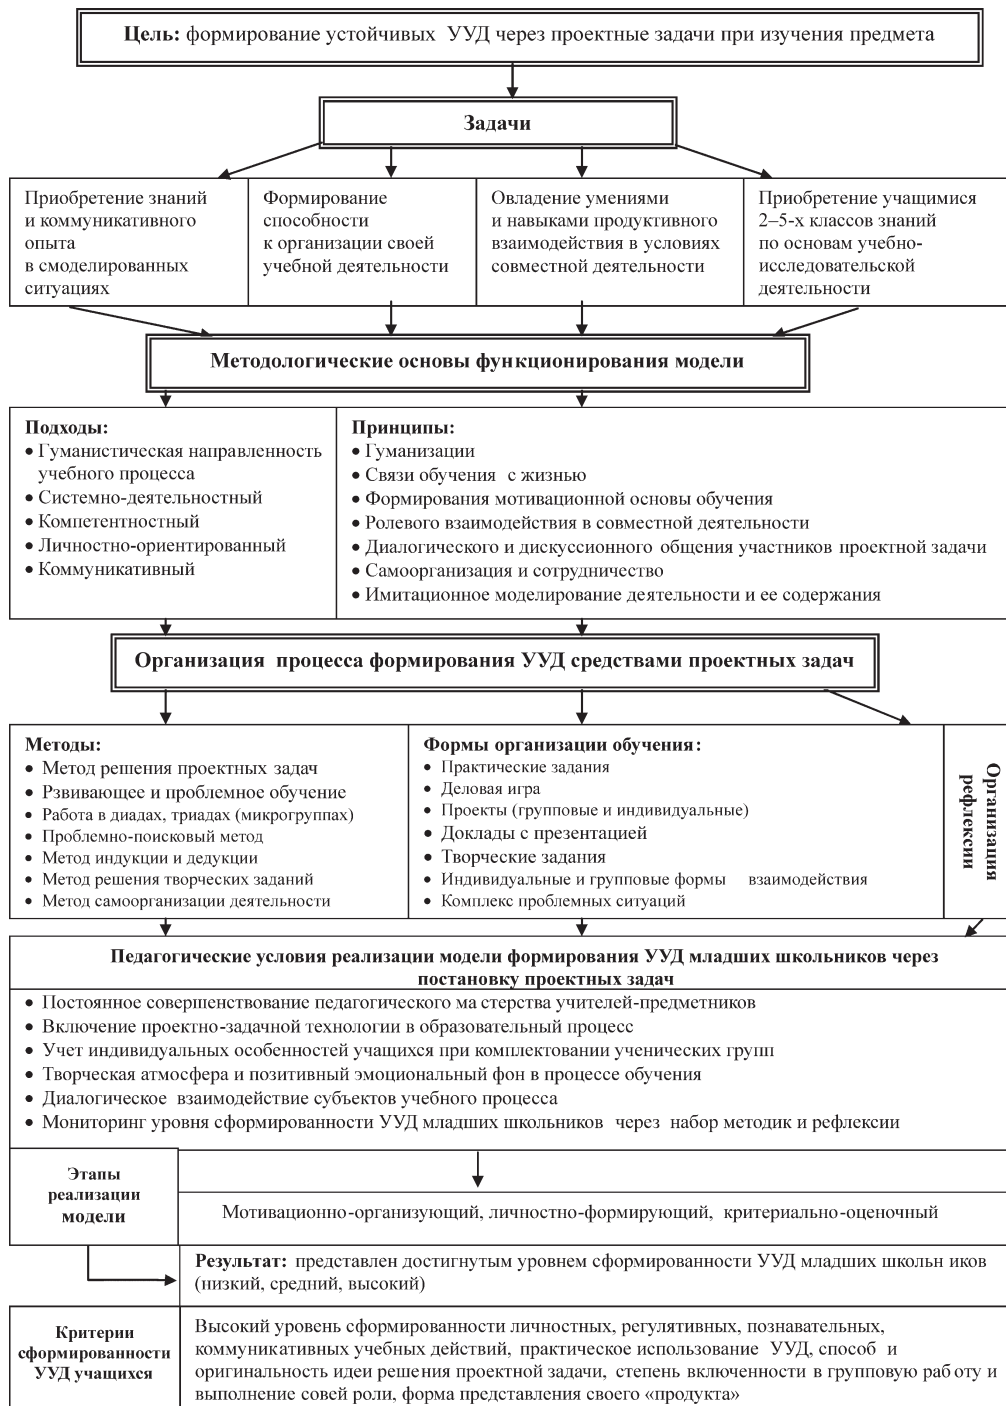 Цель: формирование устойчивых УУД через проектные задачи при изучения предмета
Задачи
Приобретение знаний
и коммуникативного
опыта
в смоделированных
ситуациях
Формирование
способности
к организации своей
учебной деятельности
Овладение умениями
и навыками продуктивного
взаимодействия в условиях
совместной деятельности
Приобретение учащимися
2–5-х классов знаний
по основам учебно-
исследовательской
деятельности
Методологические основы функционирования модели
Подходы:
• Гуманистическая направленность
учебного процесса
• Системно-деятельностный
• Компетентностный
• Личностно-ориентированный
• Коммуникативный
Принципы:
• Гуманизации
• Связи обучения с жизнью
• Формирования мотивационной основы обучения
• Ролевого взаимодействия в совместной деятельности
• Диалогического и дискуссионного общения участников проектной задачи
• Самоорганизация и сотрудничество
• Имитационное моделирование деятельности и ее содержания
Организация процесса формирования УУД средствами проектных задач
Методы:
• Метод решения проектных задач
• Рзвивающее и проблемное обучение
• Работа в диадах, триадах (микрогруппах)
• Проблемно-поисковый метод
• Метод индукции и дедукции
• Метод решения творческих заданий
• Метод самоорганизации деятельности
Формы организации обучения:
• Практические задания
• Деловая игра
• Проекты (групповые и индивидуальные)
• Доклады с презентацией
• Творческие задания
• Индивидуальные и групповые формы взаимодействия
• Комплекс проблемных ситуаций
Организация
рефлексии
Педагогические условия реализации модели формирования УУД младших школьников через
постановку проектных задач
• Постоянное совершенствование педагогического ма стерства учителей-предметников
• Включение проектно-задачной технологии в образовательный процесс
• Учет индивидуальных особенностей учащихся при комплектовании ученических групп
• Творческая атмосфера и позитивный эмоциональный фон в процессе обучения
• Диалогическое взаимодействие субъектов учебного процесса
• Мониторинг уровня сформированности УУД младших школьников через набор методик и рефлексии
Этапы
реализации
модели
Мотивационно-организующий, личностно-формирующий, критериально-оценочный
Результат: представлен достигнутым уровнем сформированности УУД младших школьн иков
(низкий, средний, высокий)
Критерии
сформированности
УУД учащихся
Высокий уровень сформированности личностных, регулятивных, познавательных,
коммуникативных учебных действий, практическое использование УУД, способ и
оригинальность идеи решения проектной задачи, степень включенности в групповую работу и
выполнение совей роли, форма представления своего «продукта»